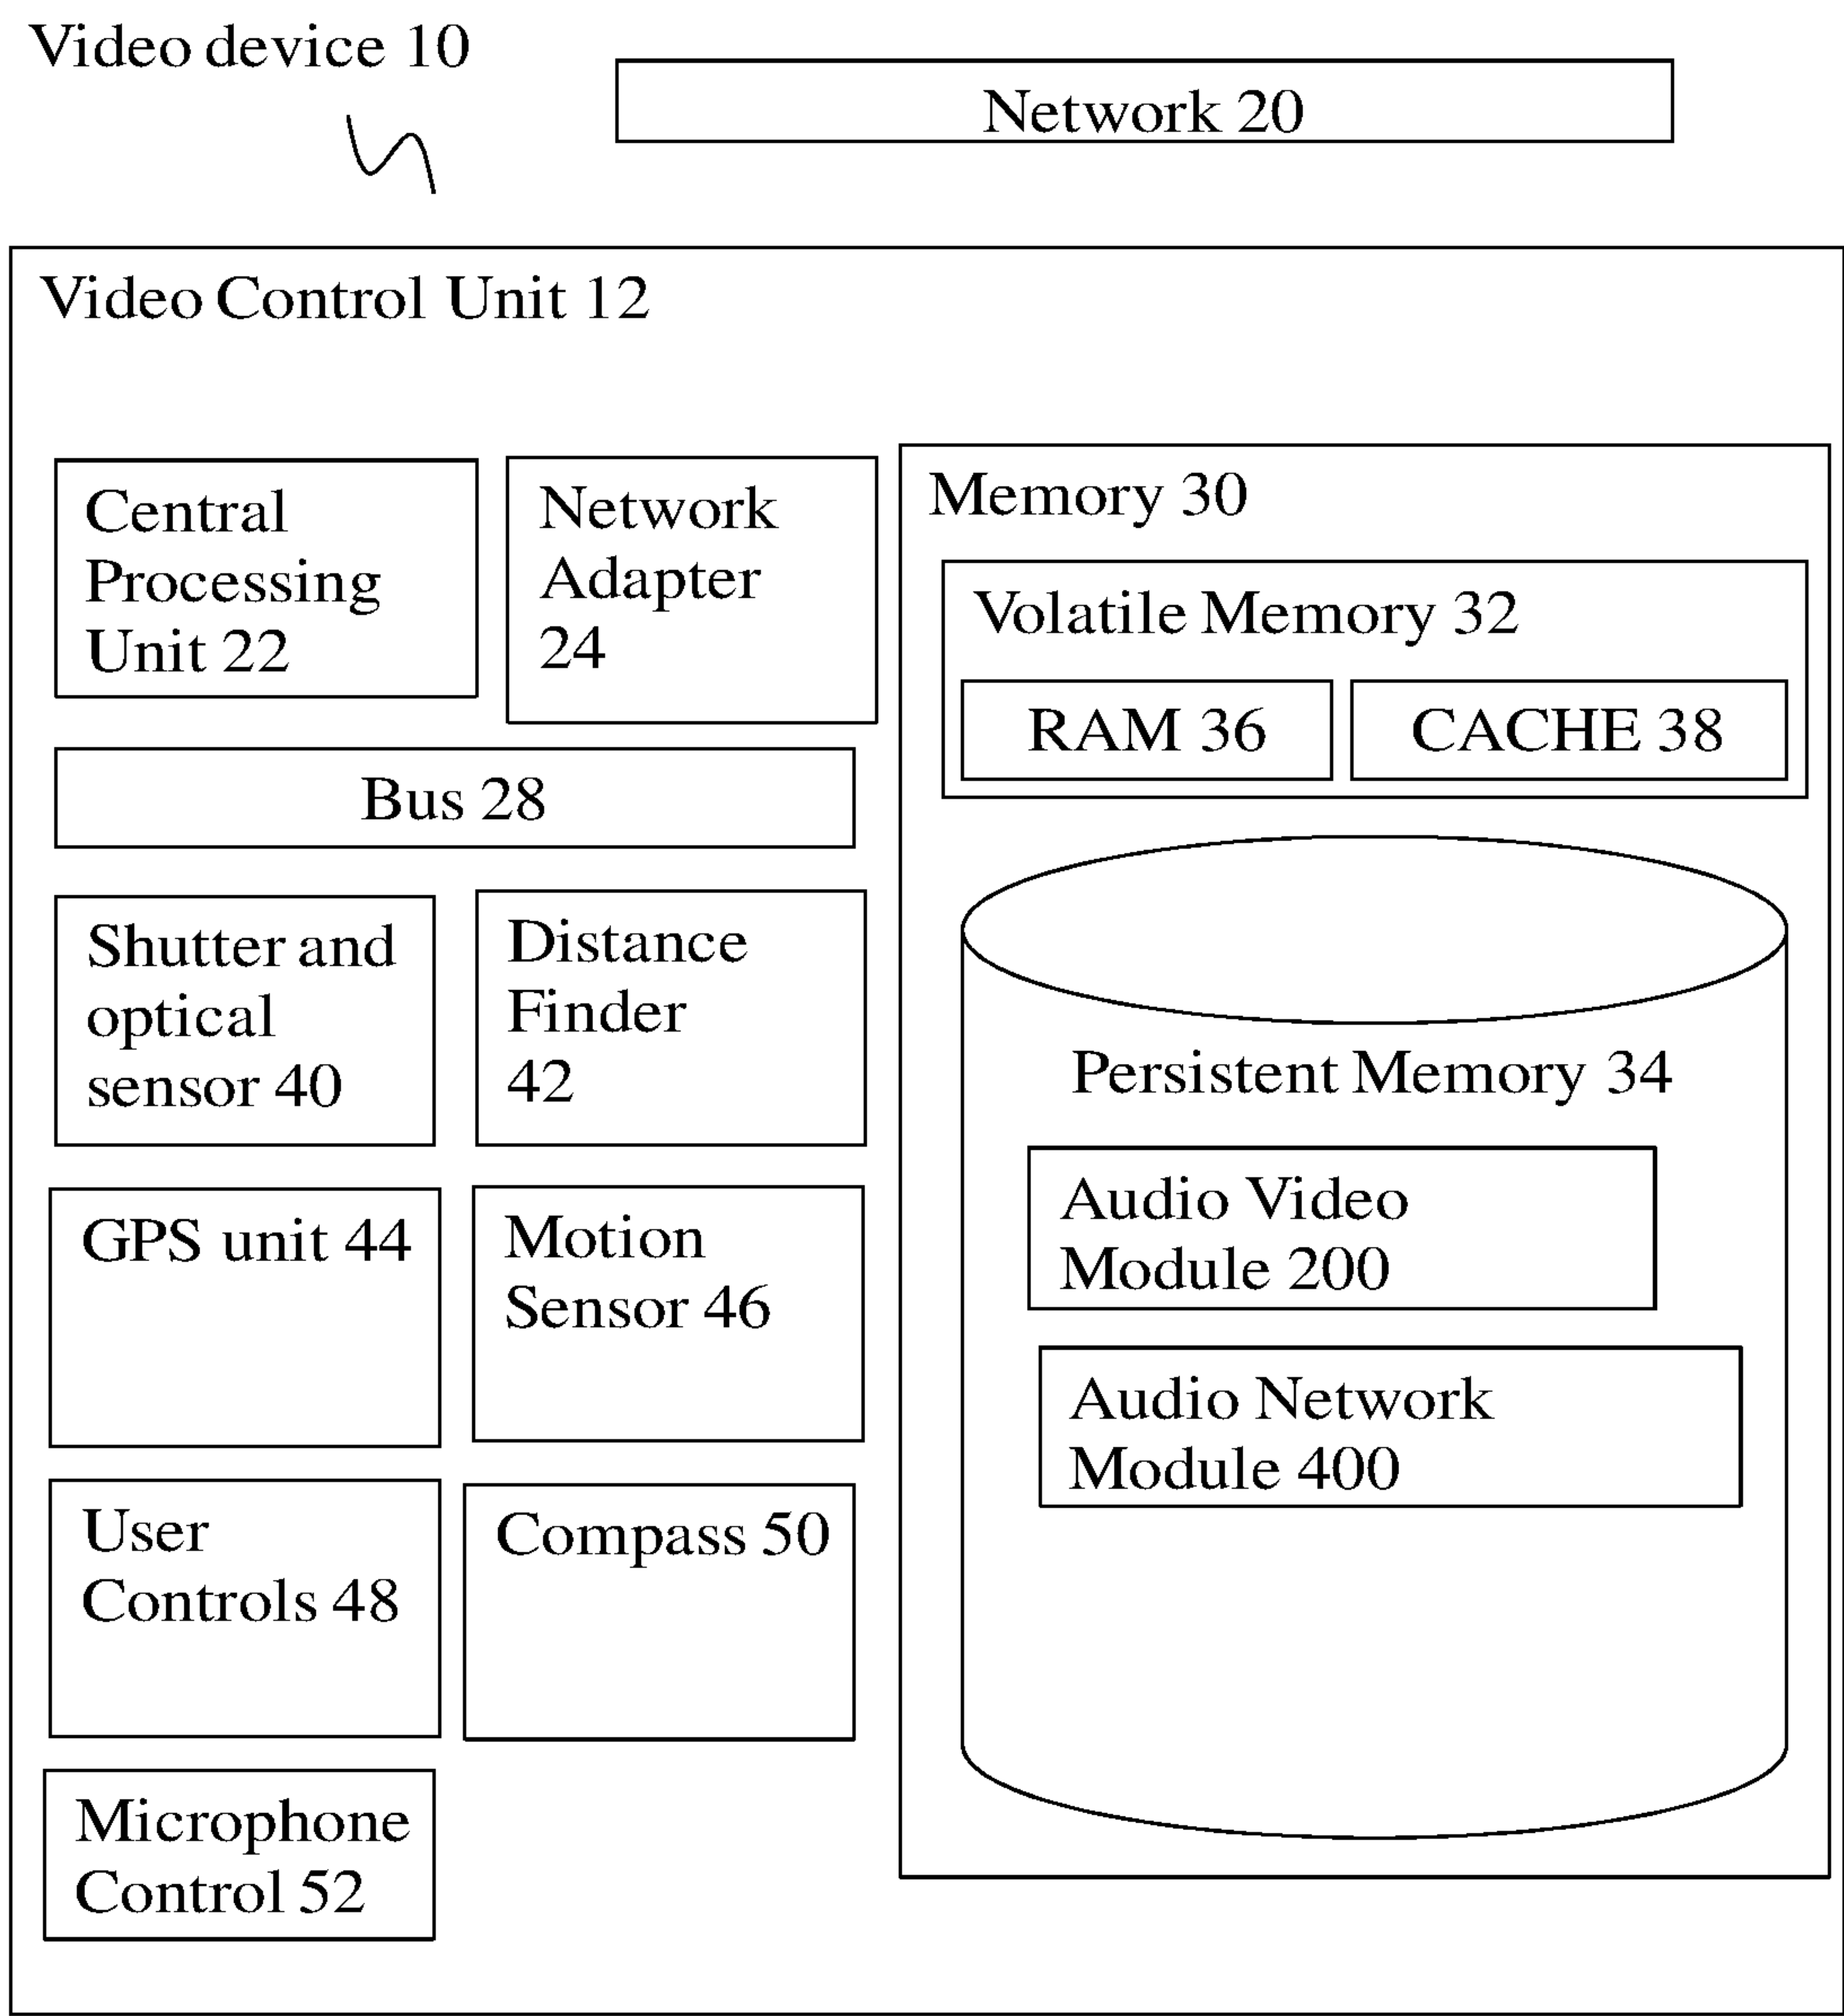 Video device 10
Network 20
Video Control Unit 12
Central
Processing
Unit 22
Network
Adapter
24
Bus 28
Shutter and
optical
sensor 40
Distance
Finder
42
GPS unit 44
Motion
Sensor 46
User
Controls 48
Compass 50
Microphone
Control 52
Memory 30
Volatile Memory 32
RAM 36
CACHE 38
Persistent Memory 34
Audio Video
Module 200
Audio Network
Module 400